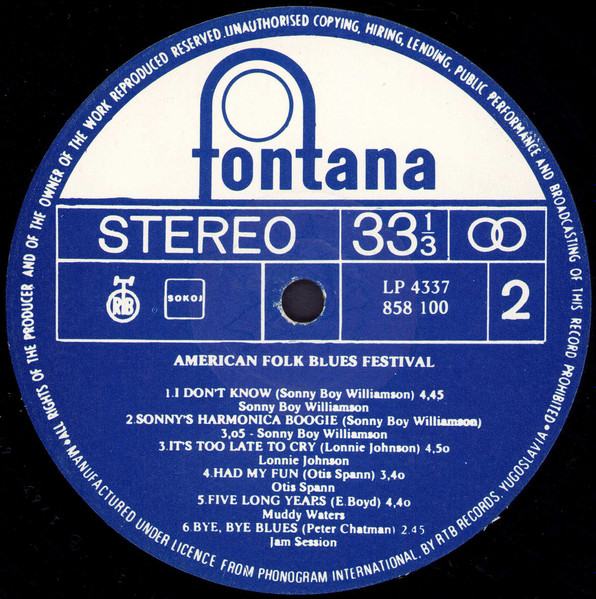 •ALL RIGHTS OF THE PRODUCER AND OF THE OWNER OF THE WORK REPRODUCED RESERVED.UNAUTHORISED COPYING, HIRING, LENDING, PUBLIC PERFORMANCE AND BROADCASTING OF THIS RECORD PROHIBITED•
fontana
STEREO 33 1/3
RTB SOKOJ LP 4337
858 100
2
AMERICAN FOLK BLUES FESTIVAL
1.I DON'T KNOW (Sonny Boy Williamson) 4,45
Sonny Boy Williamson
2.SONNY'S HARMONICA BOOGIE (Sonny Boy Williamson)
3,05 - Sonny Boy Williamson
3.IT'S TOO LATE TO CRY (Lonnie Johnson) 4,50
Lonnie Johnson
4.HAD MY FUN (Otis Spann) 3,40
Otis Spann
5.FIVE LONG YEARS (E.Boyd) 4,40
Muddy Waters
6 BYE, BYE BLUES (Peter Chatman) 2.45
Jam Session
MANUFACTURED UNDER LICENCE FROM PHONOGRAM INTERNATIONAL. BY RTB RECORDS, YUGOSLAVIA•